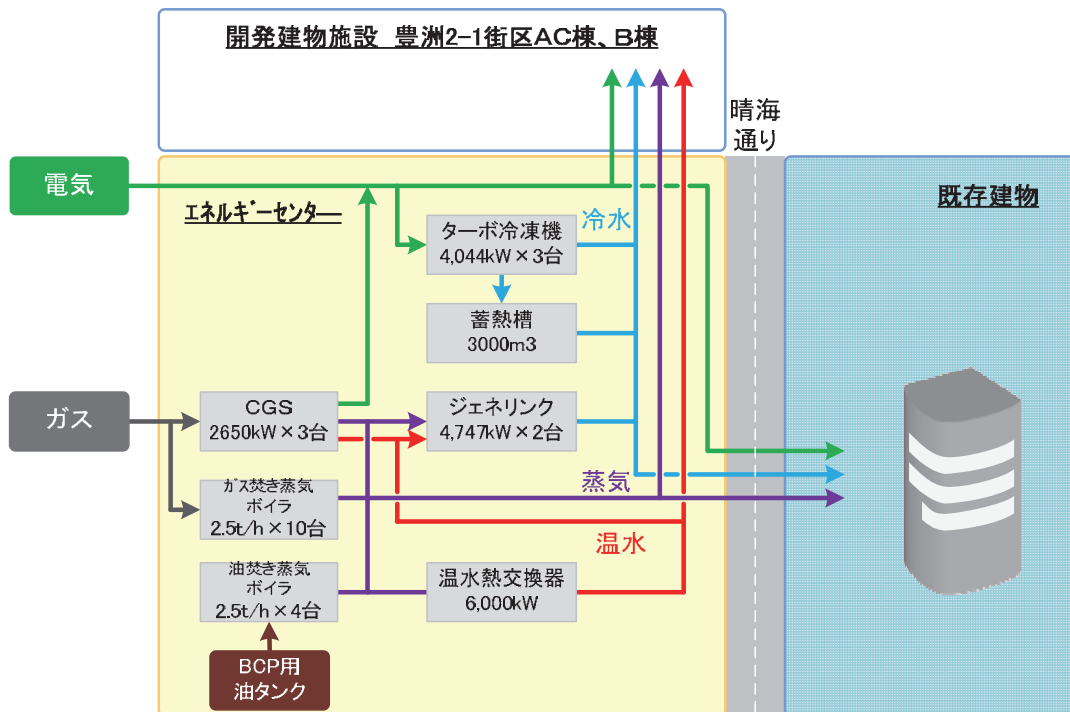 開発建物施設 豊洲2-1街区AC棟、B棟
晴海
通り
電気
エネルギーセンター
既存建物
冷水
ターボ冷凍機
4,044kW×3台
蓄熱槽
3000m3
ガス
CGS
2650kW×3台
ジェネリンク
4,747kW×2台
ガス焚き蒸気
ボイラ
2.5t/h×10台
蒸気
温水
油焚き蒸気
ボイラ
2.5t/h×4台
温水熱交換器
6,000kW
BCP用
油タンク